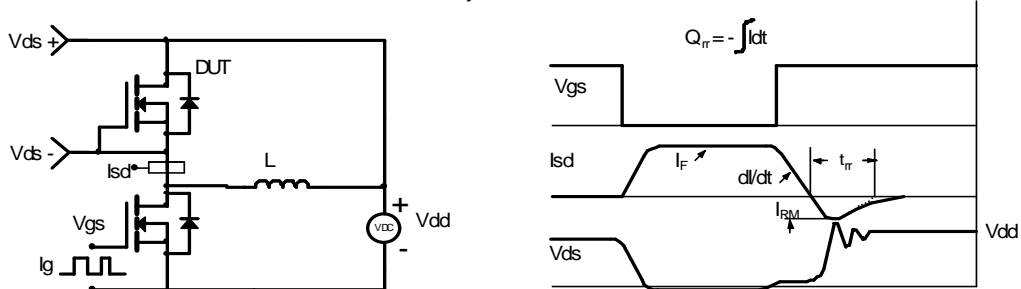 Vds +
DUT
Vds -
Isd
L
Vgs
Ig
+
VDC
-
Vdd
Qrr = - ∫Idt
Vgs
Isd
IF
dI/dt
trr
IRM
Vds
Vdd